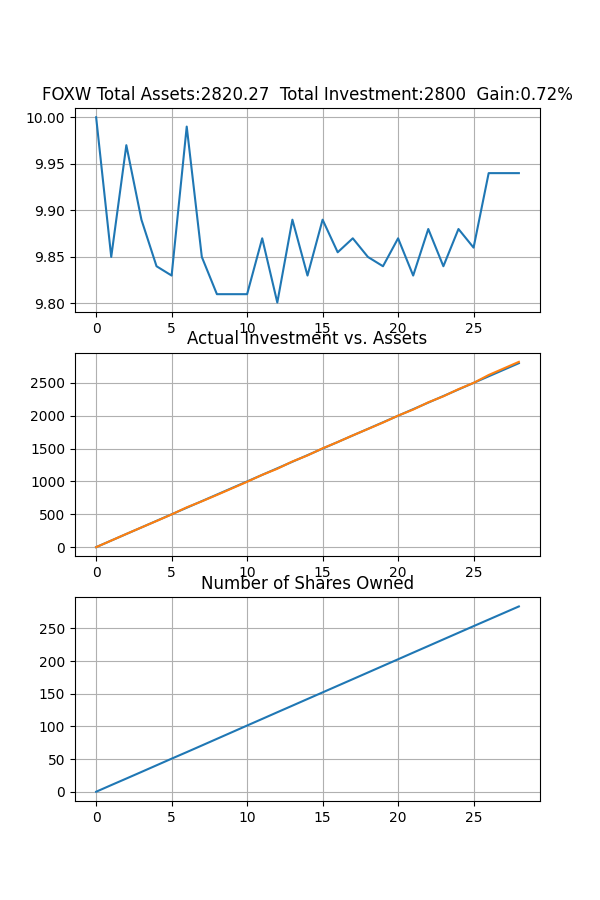 FOXW Total Assets:2820.27  Total Investment:2800  Gain:0.72%
10.00
9.95
9.90
9.85
9.80
0 5 10 15 20 25
Actual Investment vs. Assets
2500
2000
1500
1000
500
0
0 5 10 15 20 25
Number of Shares Owned
250
200
150
100
50
0
0 5 10 15 20 25